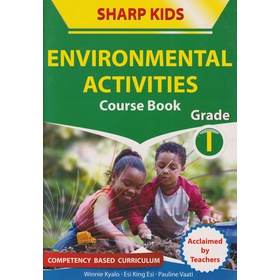 SHARP KIDS
ENVIRONMENTAL
ACTIVITIES
Course Book
Grade
1
Acclaimed
by
Teachers
COMPETENCY BASED CURRICULUM
Winnie Kyalo · Esi King Esi · Pauline Vaati